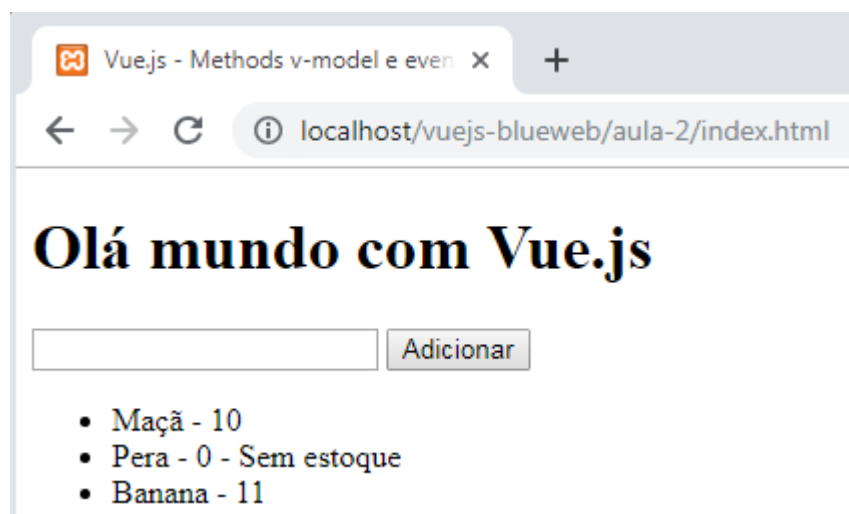 Vue.js - Methods v-model e even
localhost/vuejs-blueweb/aula-2/index.html
Olá mundo com Vue.js
Adicionar
Maçã - 10
Pera - 0 - Sem estoque
Banana - 11